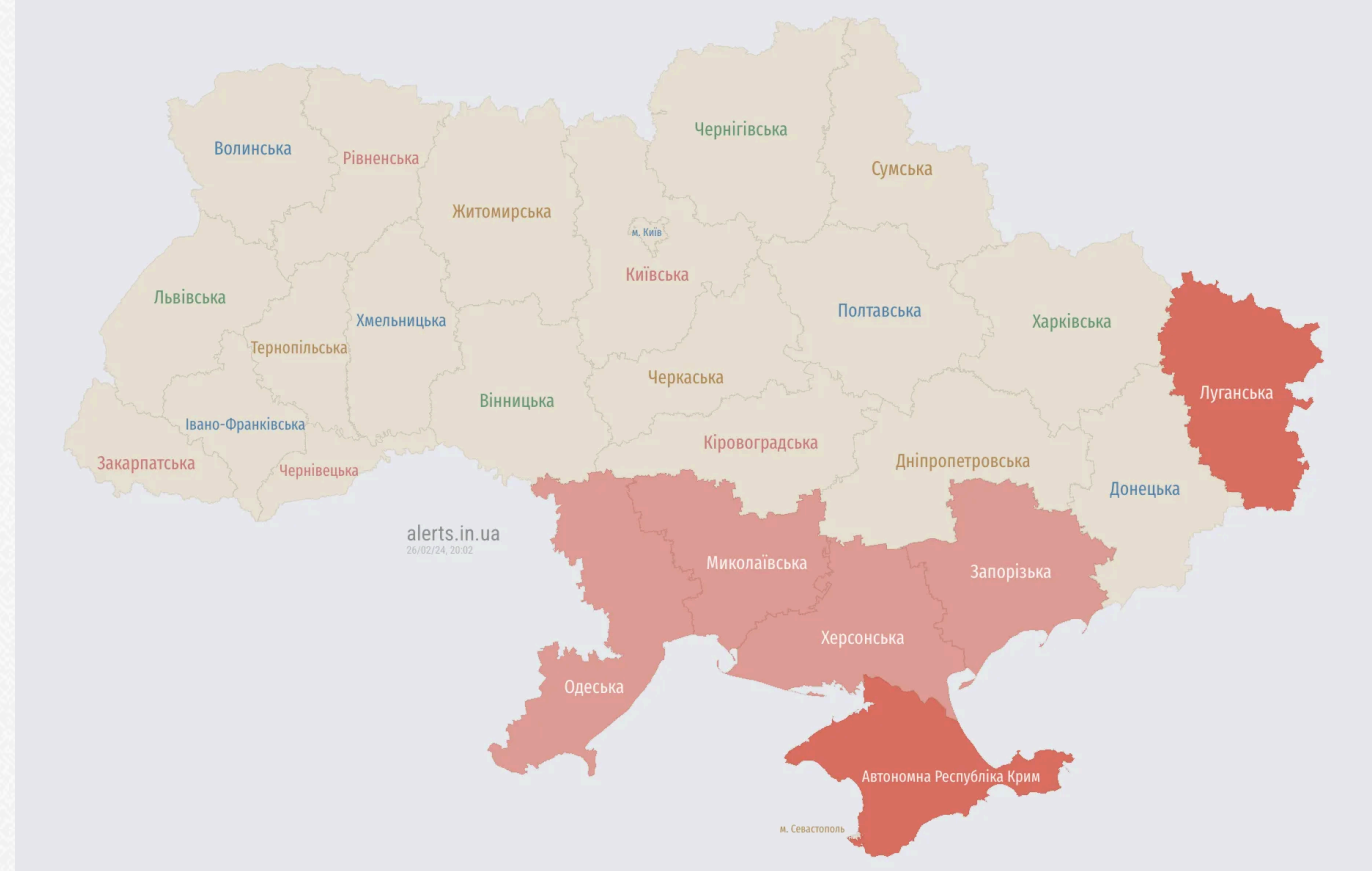 Чернігівська
Волинська
Рівненська
Сумська
Житомирська
м. Київ
Київська
Львівська
Полтавська
Хмельницька
Харківська
Тернопільська
Черкаська
Луганська
Вінницька
Івано-Франківська
Кіровоградська
Закарпатська
Чернівецька
Дніпропетровська
Донецька
alerts.in.ua
26/02/24, 20:02
Миколаївська
Запорізька
Херсонська
Одеська
Автономна Республіка Крим
м. Севастополь